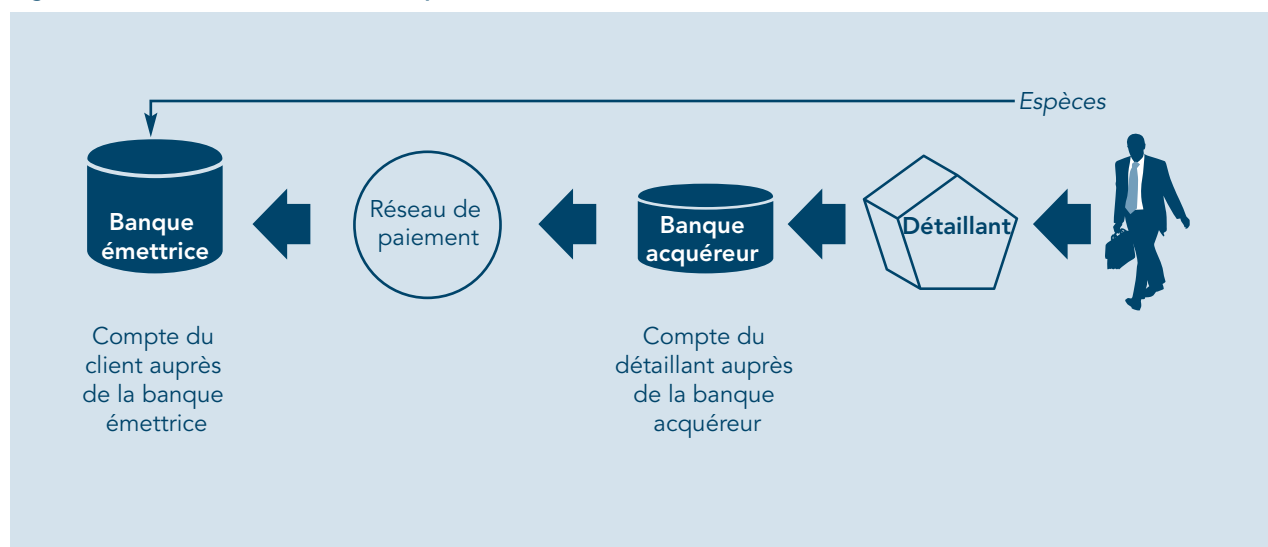 Espèces
Banque
émettrice
Réseau de
paiement
Banque
acquéreur
Détaillant
Compte du
client auprès
de la banque
émettrice
Compte du
détaillant auprès
de la banque
acquéreur